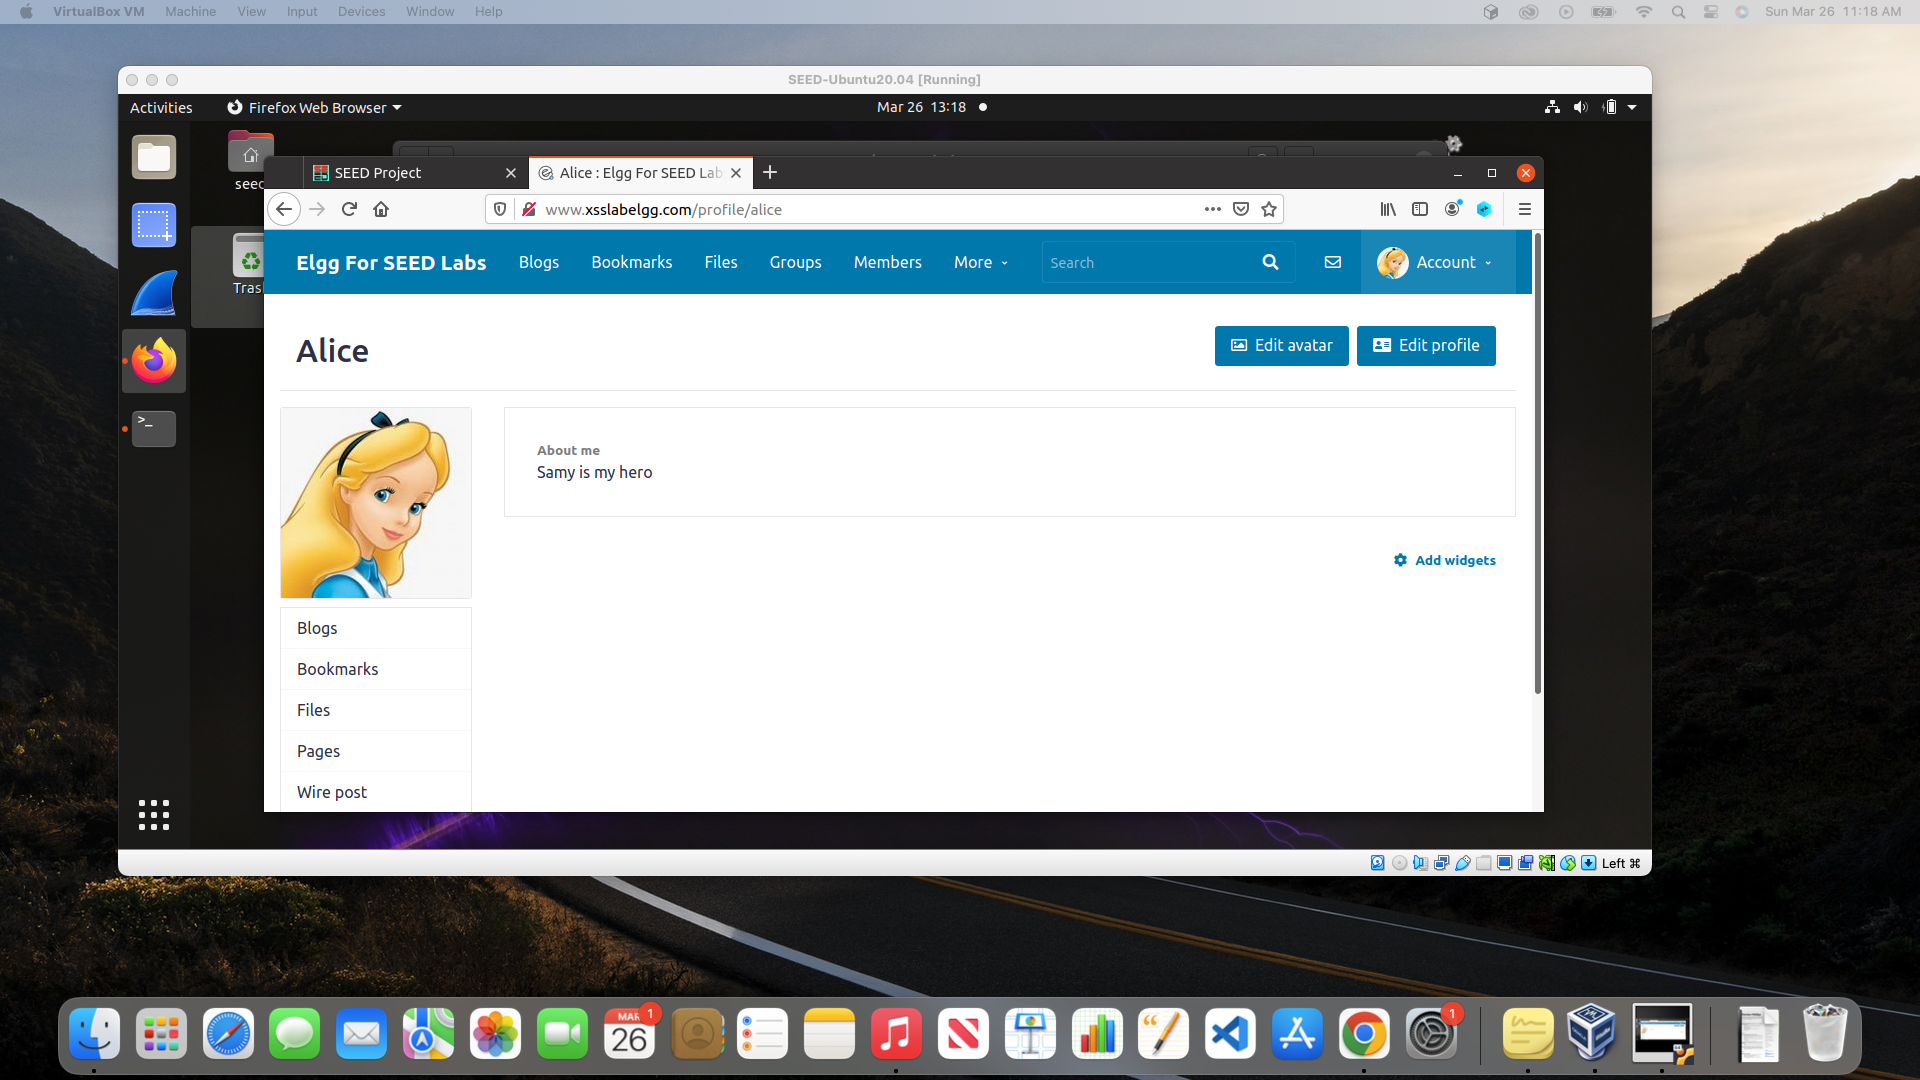 VirtualBox VM Machine View Input Devices Window Help Sun Mar 26 11:18 AM
SEED-Ubuntu20.04 [Running]
Activities Firefox Web Browser Mar 26 13:18
seed
SEED Project Alice : Elgg For SEED Lab
www.xsslabelgg.com/profile/alice
Elgg For SEED Labs Blogs Bookmarks Files Groups Members More Search Account
Trash
Alice Edit avatar Edit profile
About me
Samy is my hero
Add widgets
Blogs
Bookmarks
Files
Pages
Wire post
Left ⌘
MAR 1
26
1